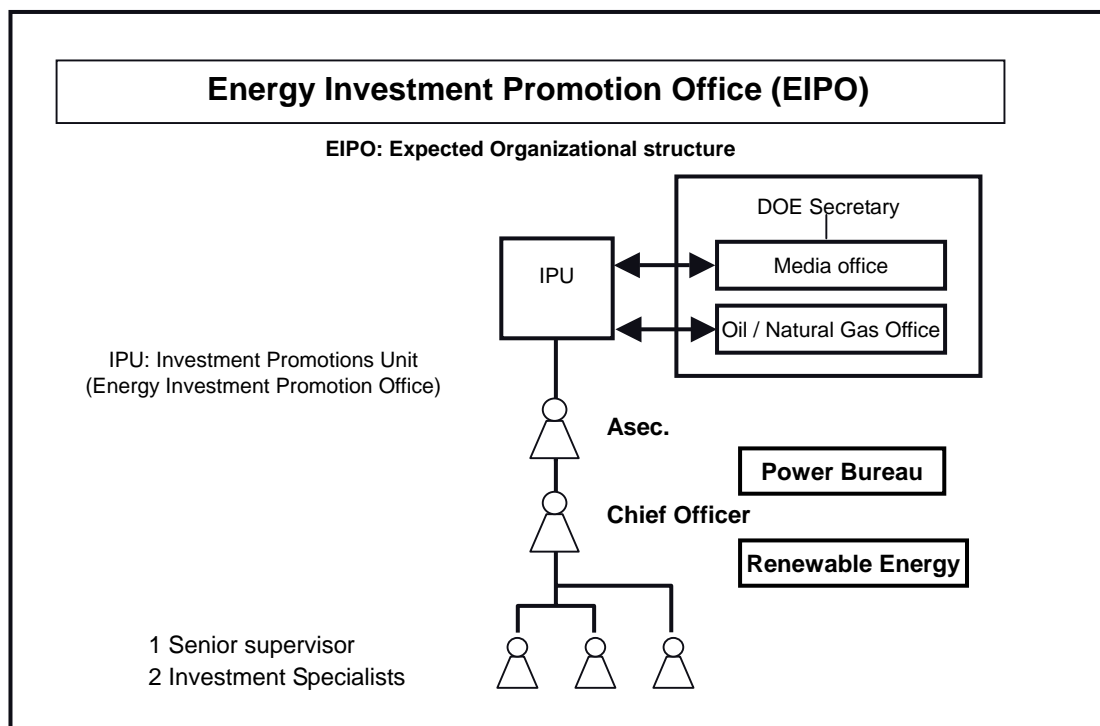 Energy Investment Promotion Office (EIPO)
EIPO: Expected Organizational structure
DOE Secretary
IPU
Media office
Oil / Natural Gas Office
IPU: Investment Promotions Unit
(Energy Investment Promotion Office)
Asec.
Power Bureau
Chief Officer
Renewable Energy
1 Senior supervisor
2 Investment Specialists